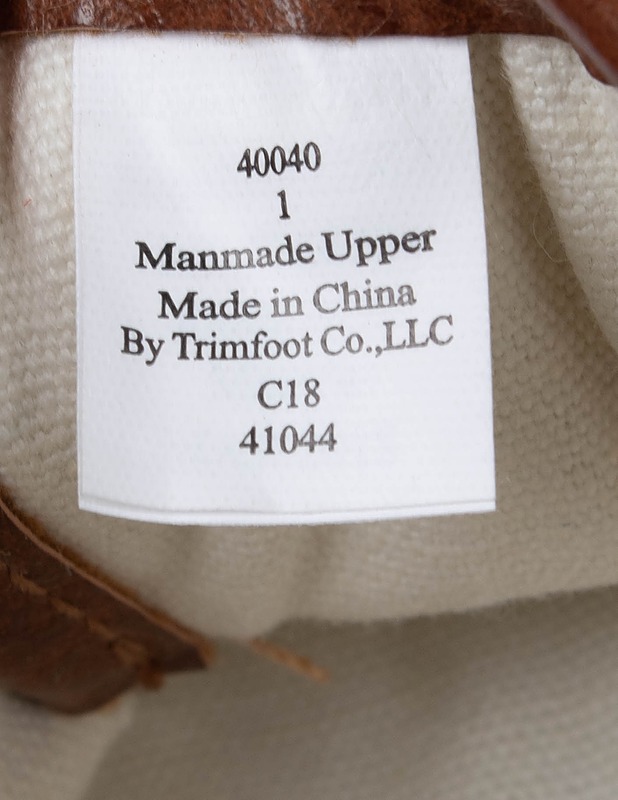 40040
1
Manmade Upper
Made in China
By Trimfoot Co.,LLC
C18
41044